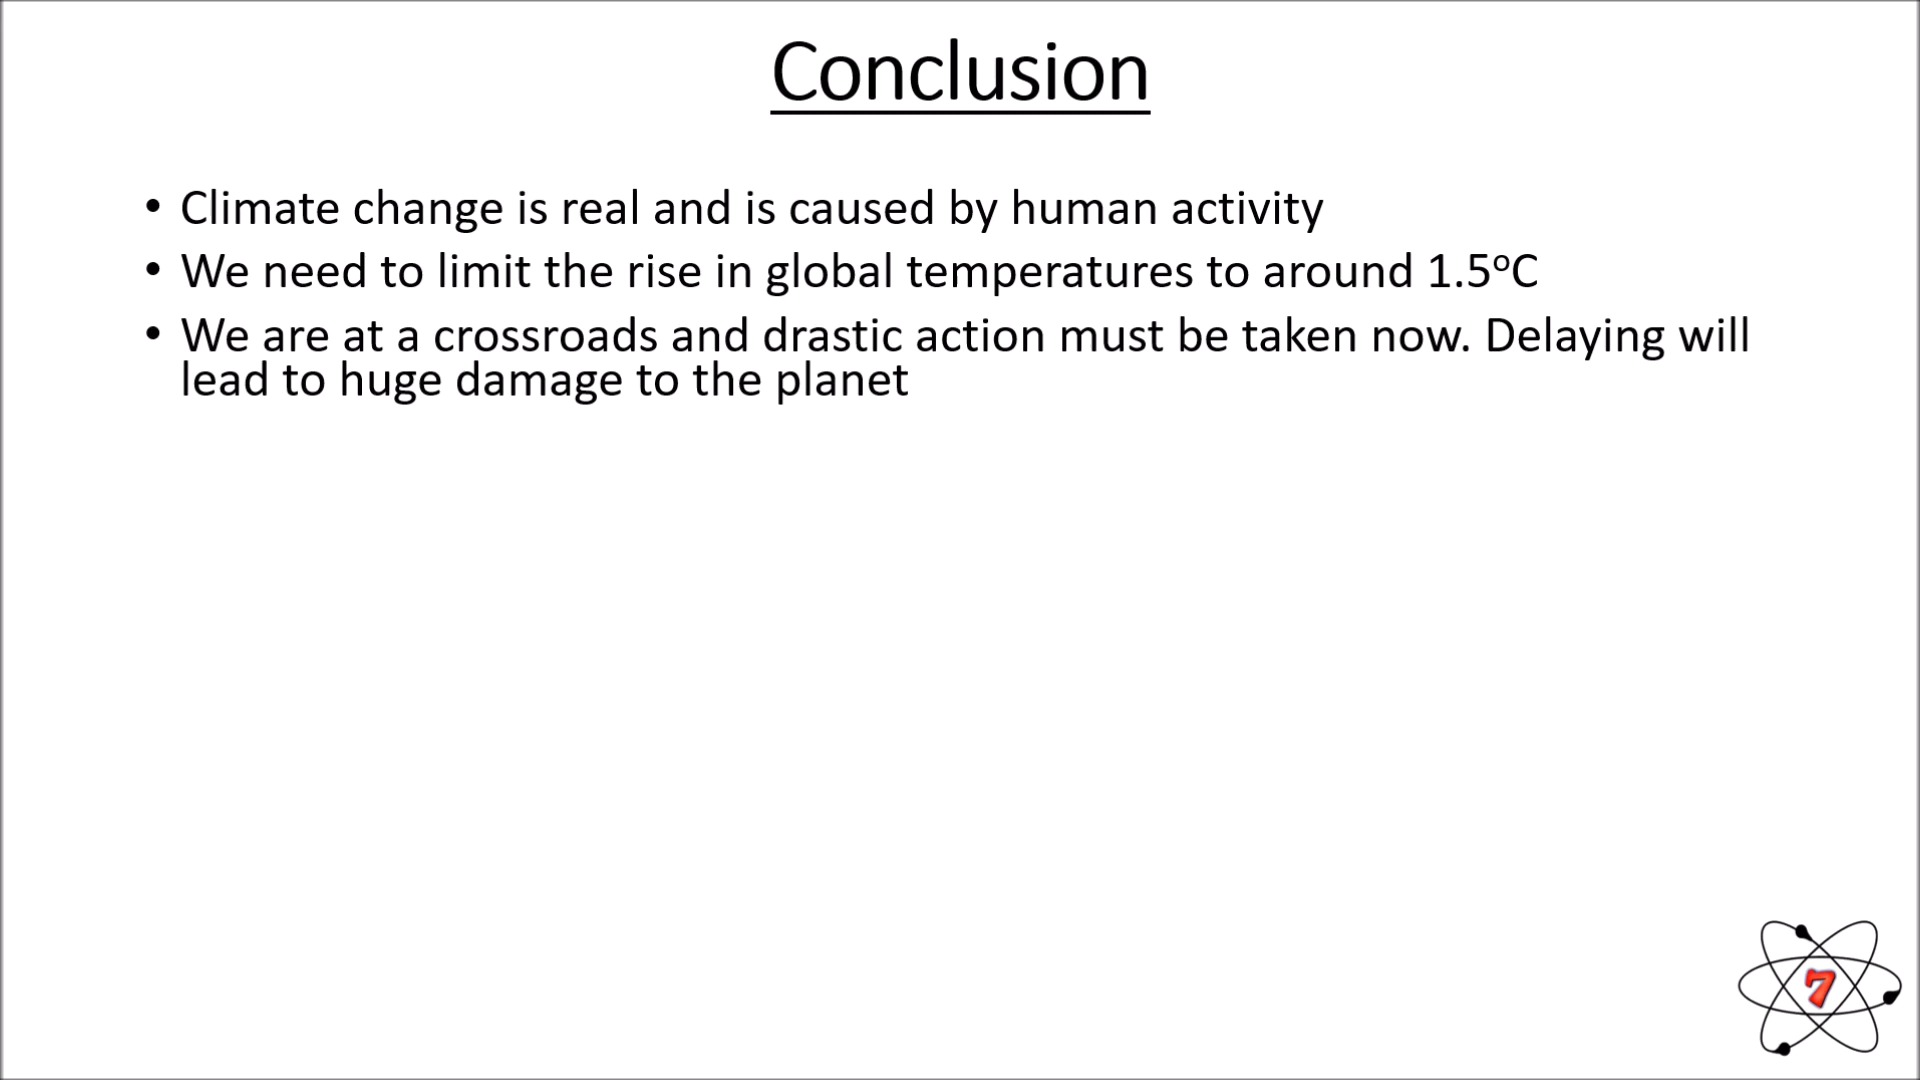 Conclusion
• Climate change is real and is caused by human activity
• We need to limit the rise in global temperatures to around 1.5ºC
• We are at a crossroads and drastic action must be taken now. Delaying will
lead to huge damage to the planet
7